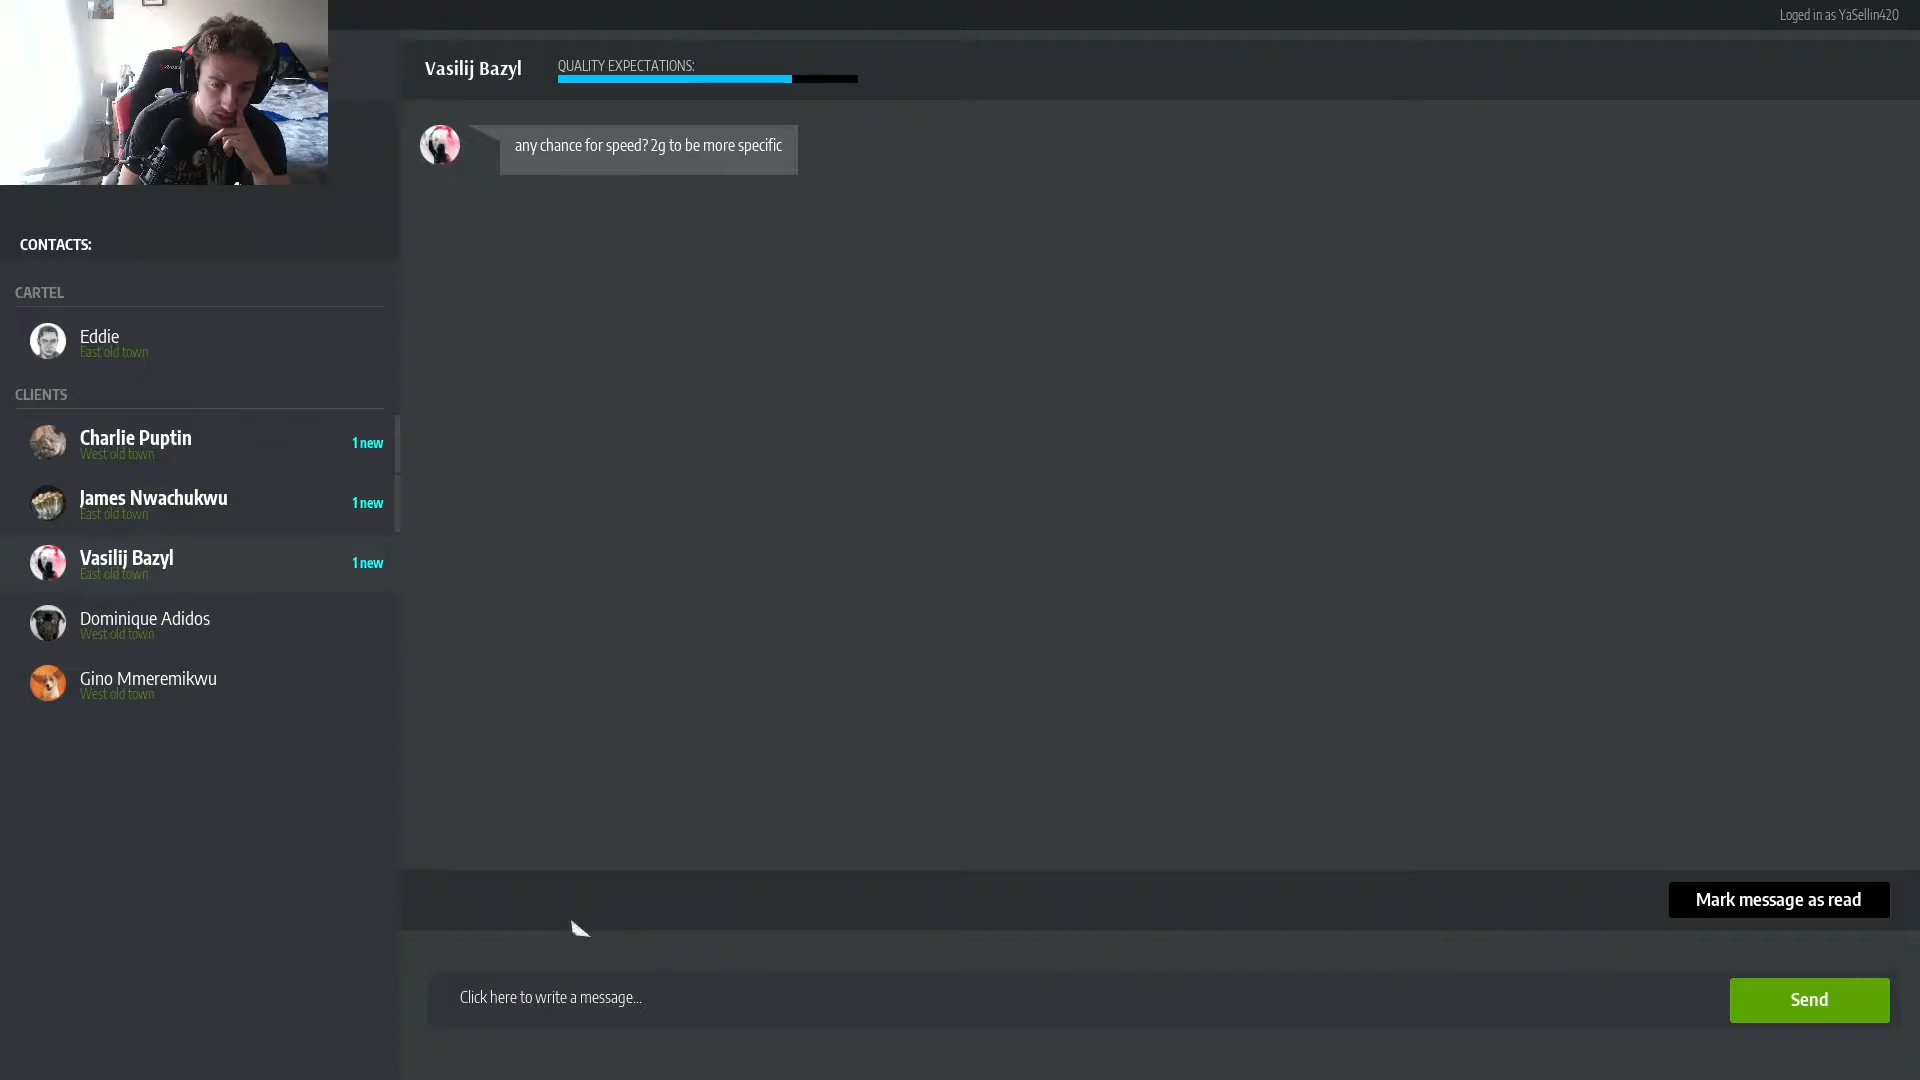 Loged in as YaSellin420
Vasilij Bazyl
QUALITY EXPECTATIONS:
any chance for speed? 2g to be more specific
CONTACTS:
CARTEL
Eddie
East old town
CLIENTS
Charlie Puptin
West old town
1 new
James Nwachukwu
East old town
1 new
Vasilij Bazyl
East old town
1 new
Dominique Adidos
West old town
Gino Mmeremikwu
West old town
Mark message as read
Click here to write a message...
Send